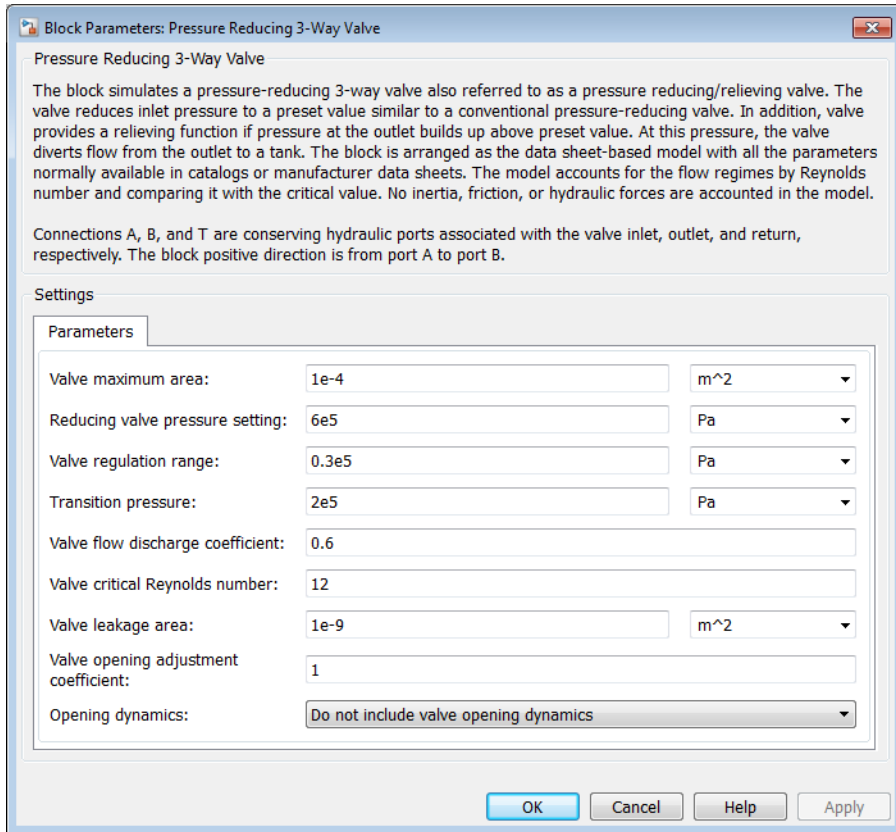 Block Parameters: Pressure Reducing 3-Way Valve
Pressure Reducing 3-Way Valve
The block simulates a pressure-reducing 3-way valve also referred to as a pressure reducing/relieving valve. The
valve reduces inlet pressure to a preset value similar to a conventional pressure-reducing valve. In addition, valve
provides a relieving function if pressure at the outlet builds up above preset value. At this pressure, the valve
diverts flow from the outlet to a tank. The block is arranged as the data sheet-based model with all the parameters
normally available in catalogs or manufacturer data sheets. The model accounts for the flow regimes by Reynolds
number and comparing it with the critical value. No inertia, friction, or hydraulic forces are accounted in the model.
Connections A, B, and T are conserving hydraulic ports associated with the valve inlet, outlet, and return,
respectively. The block positive direction is from port A to port B.
Settings
Parameters
Valve maximum area: 1e-4 m^2
Reducing valve pressure setting: 6e5 Pa
Valve regulation range: 0.3e5 Pa
Transition pressure: 2e5 Pa
Valve flow discharge coefficient: 0.6
Valve critical Reynolds number: 12
Valve leakage area: 1e-9 m^2
Valve opening adjustment
coefficient: 1
Opening dynamics: Do not include valve opening dynamics
OK Cancel Help Apply